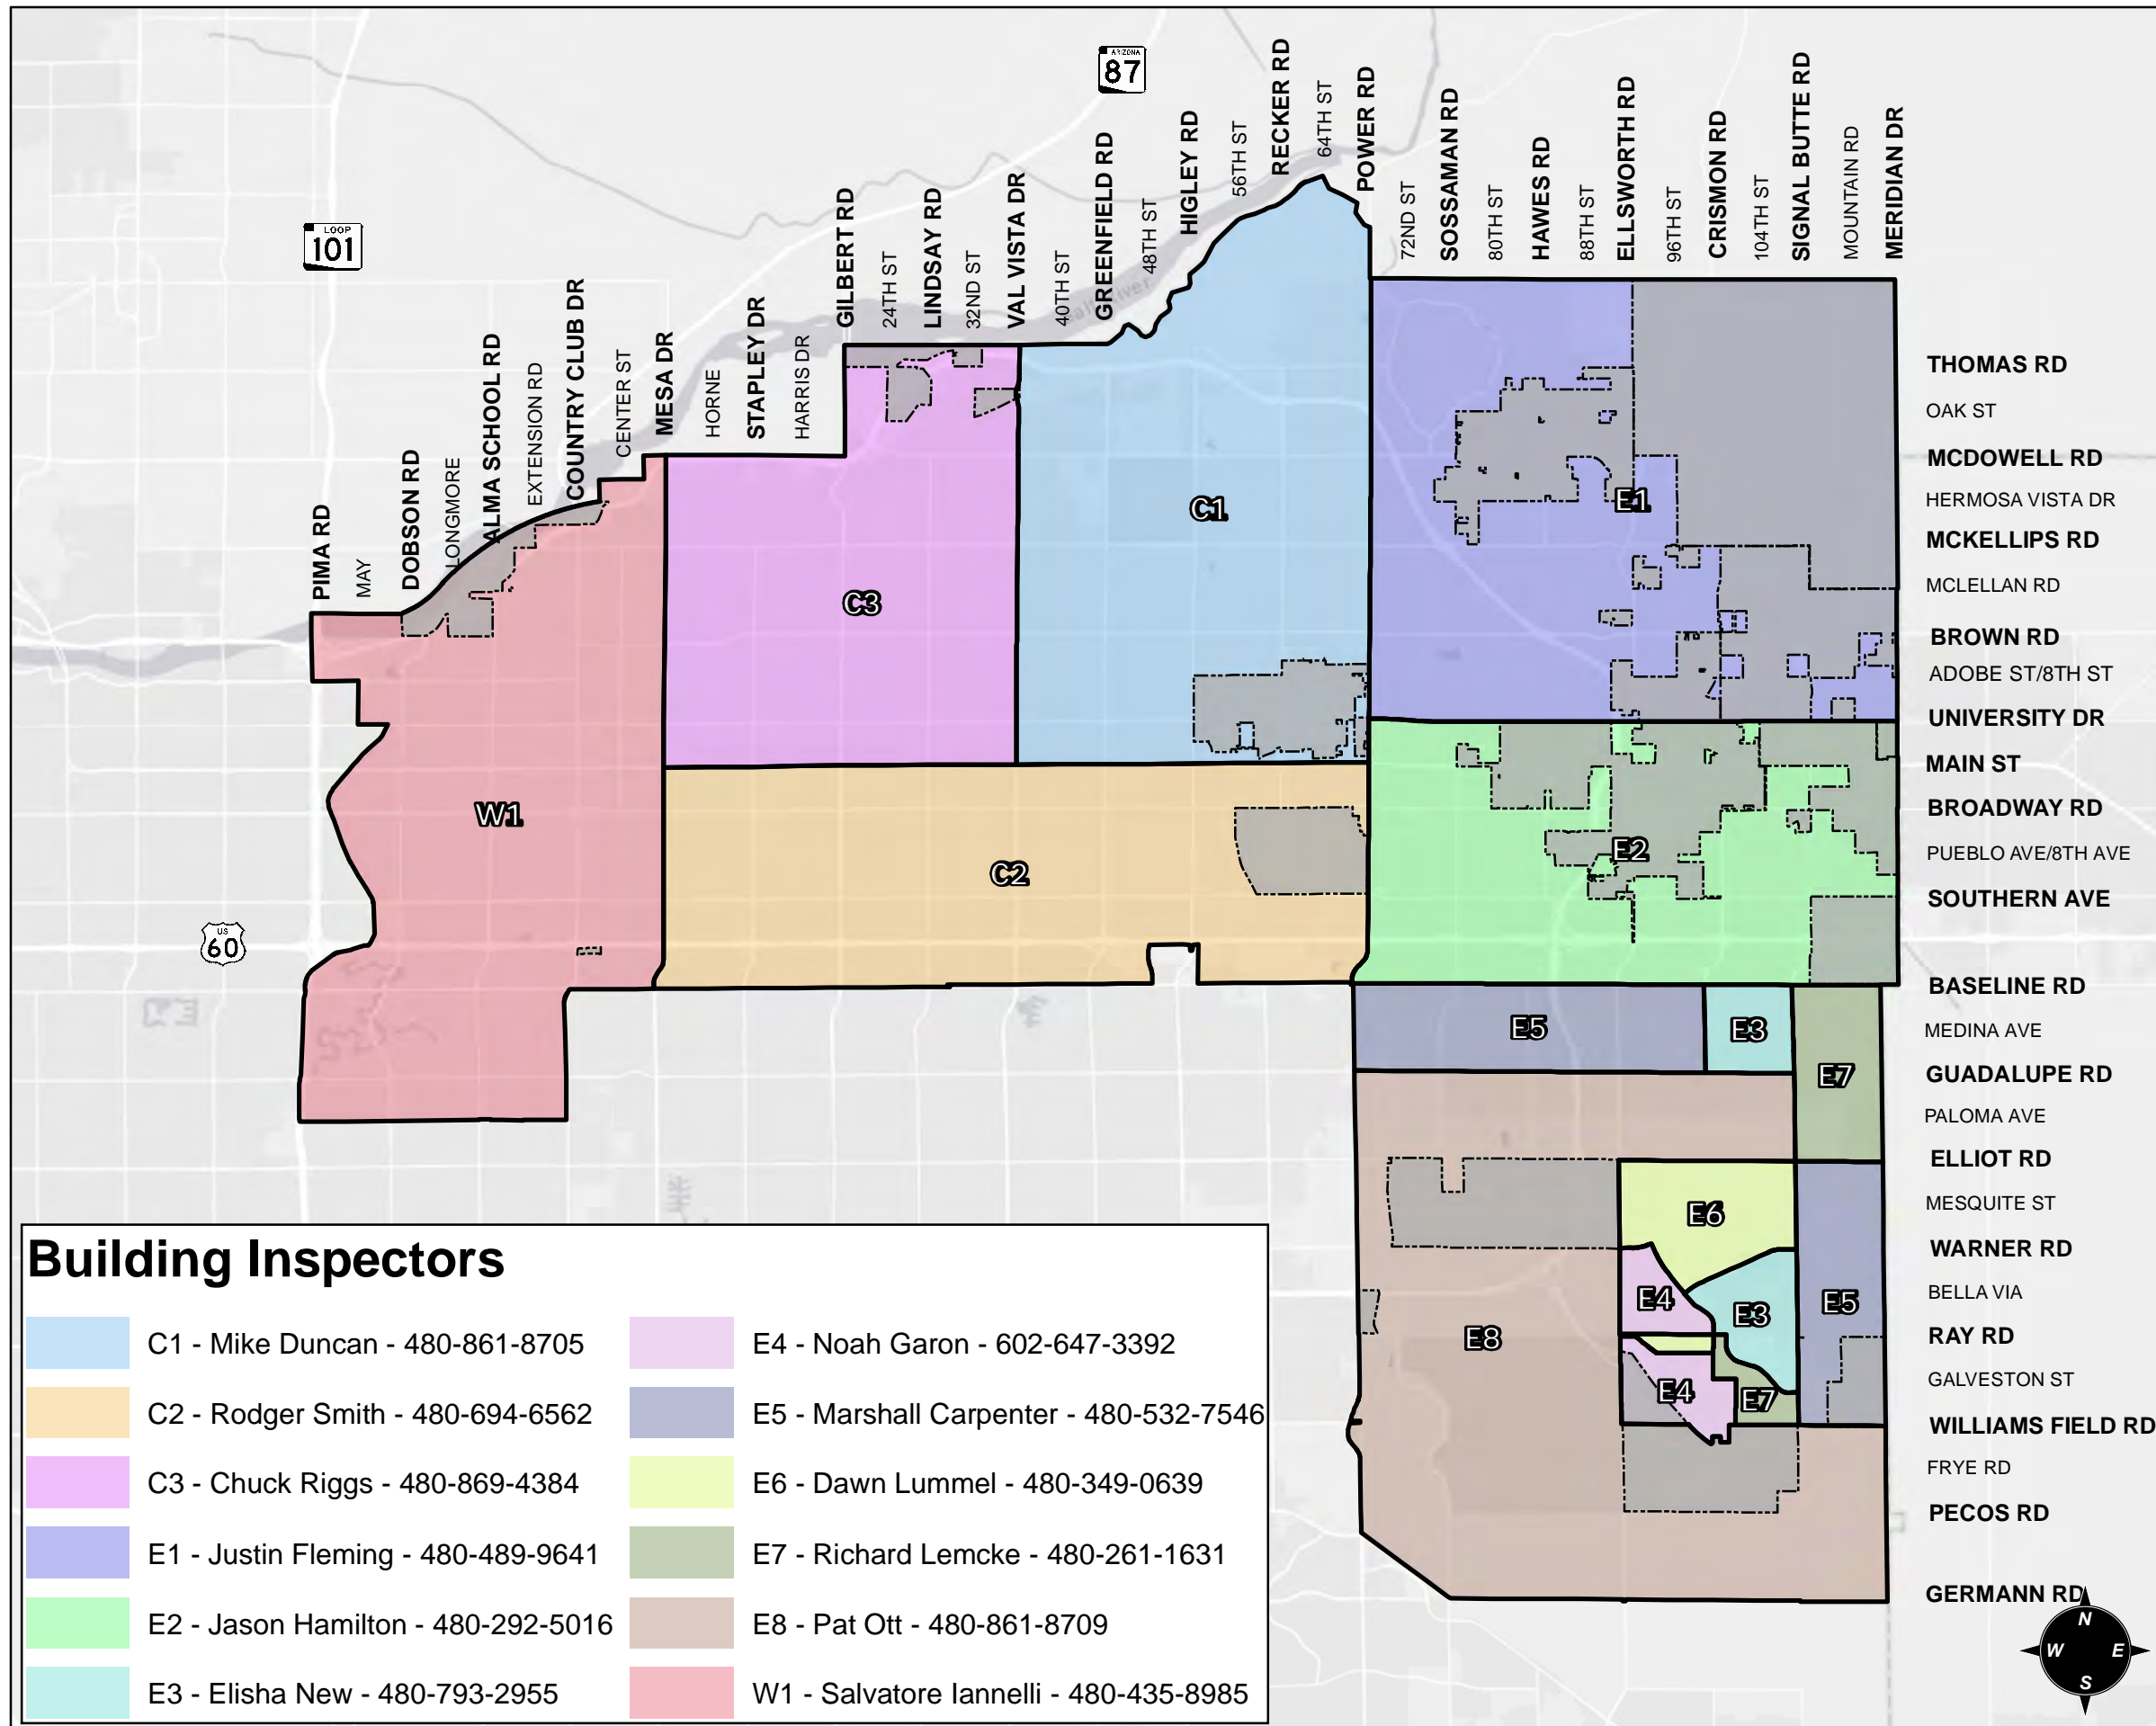 ARIZONA
87
LOOP
101
US
60
PIMA RD
MAY
DOBSON RD
LONGMORE
ALMA SCHOOL RD
EXTENSION RD
COUNTRY CLUB DR
CENTER ST
MESA DR
HORNE
STAPLEY DR
HARRIS DR
GILBERT RD
24TH ST
LINDSAY RD
32ND ST
VAL VISTA DR
40TH ST
GREENFIELD RD
48TH ST
HIGLEY RD
56TH ST
RECKER RD
64TH ST
POWER RD
72ND ST
SOSSAMAN RD
80TH ST
HAWES RD
88TH ST
ELLSWORTH RD
96TH ST
CRISMON RD
104TH ST
SIGNAL BUTTE RD
MOUNTAIN RD
MERIDIAN DR
THOMAS RD
OAK ST
MCDOWELL RD
HERMOSA VISTA DR
MCKELLIPS RD
MCLELLAN RD
BROWN RD
ADOBE ST/8TH ST
UNIVERSITY DR
MAIN ST
BROADWAY RD
PUEBLO AVE/8TH AVE
SOUTHERN AVE
BASELINE RD
MEDINA AVE
GUADALUPE RD
PALOMA AVE
ELLIOT RD
MESQUITE ST
WARNER RD
BELLA VIA
RAY RD
GALVESTON ST
WILLIAMS FIELD RD
FRYE RD
PECOS RD
GERMANN RD
C1
E1
C3
W1
C2
E2
E5
E3
E7
E6
E4
E3
E5
E8
E4
E7
Building Inspectors
C1 - Mike Duncan - 480-861-8705
C2 - Rodger Smith - 480-694-6562
C3 - Chuck Riggs - 480-869-4384
E1 - Justin Fleming - 480-489-9641
E2 - Jason Hamilton - 480-292-5016
E3 - Elisha New - 480-793-2955
E4 - Noah Garon - 602-647-3392
E5 - Marshall Carpenter - 480-532-7546
E6 - Dawn Lummel - 480-349-0639
E7 - Richard Lemcke - 480-261-1631
E8 - Pat Ott - 480-861-8709
W1 - Salvatore Iannelli - 480-435-8985
N
W E
S